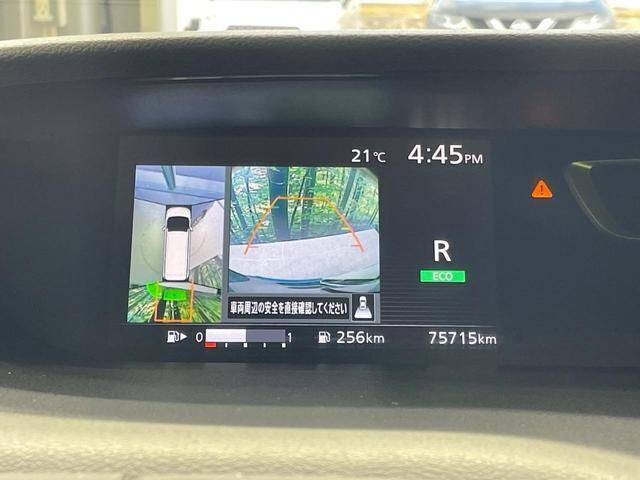 21℃ 4:45PM
R
ECO
車両周辺の安全を直接確認してください
0 1 256km 75715km